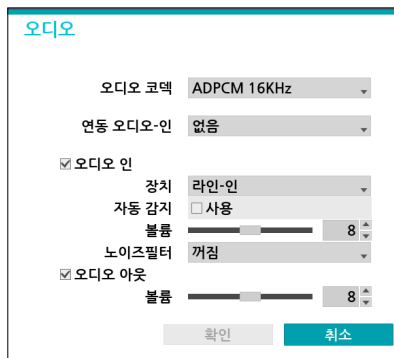 오디오
오디오 코덱 ADPCM 16KHz
연동 오디오-인 없음
오디오 인
장치 라인-인
자동 감지 사용
볼륨 8
노이즈필터 꺼짐
오디오 아웃
볼륨 8
확인 취소